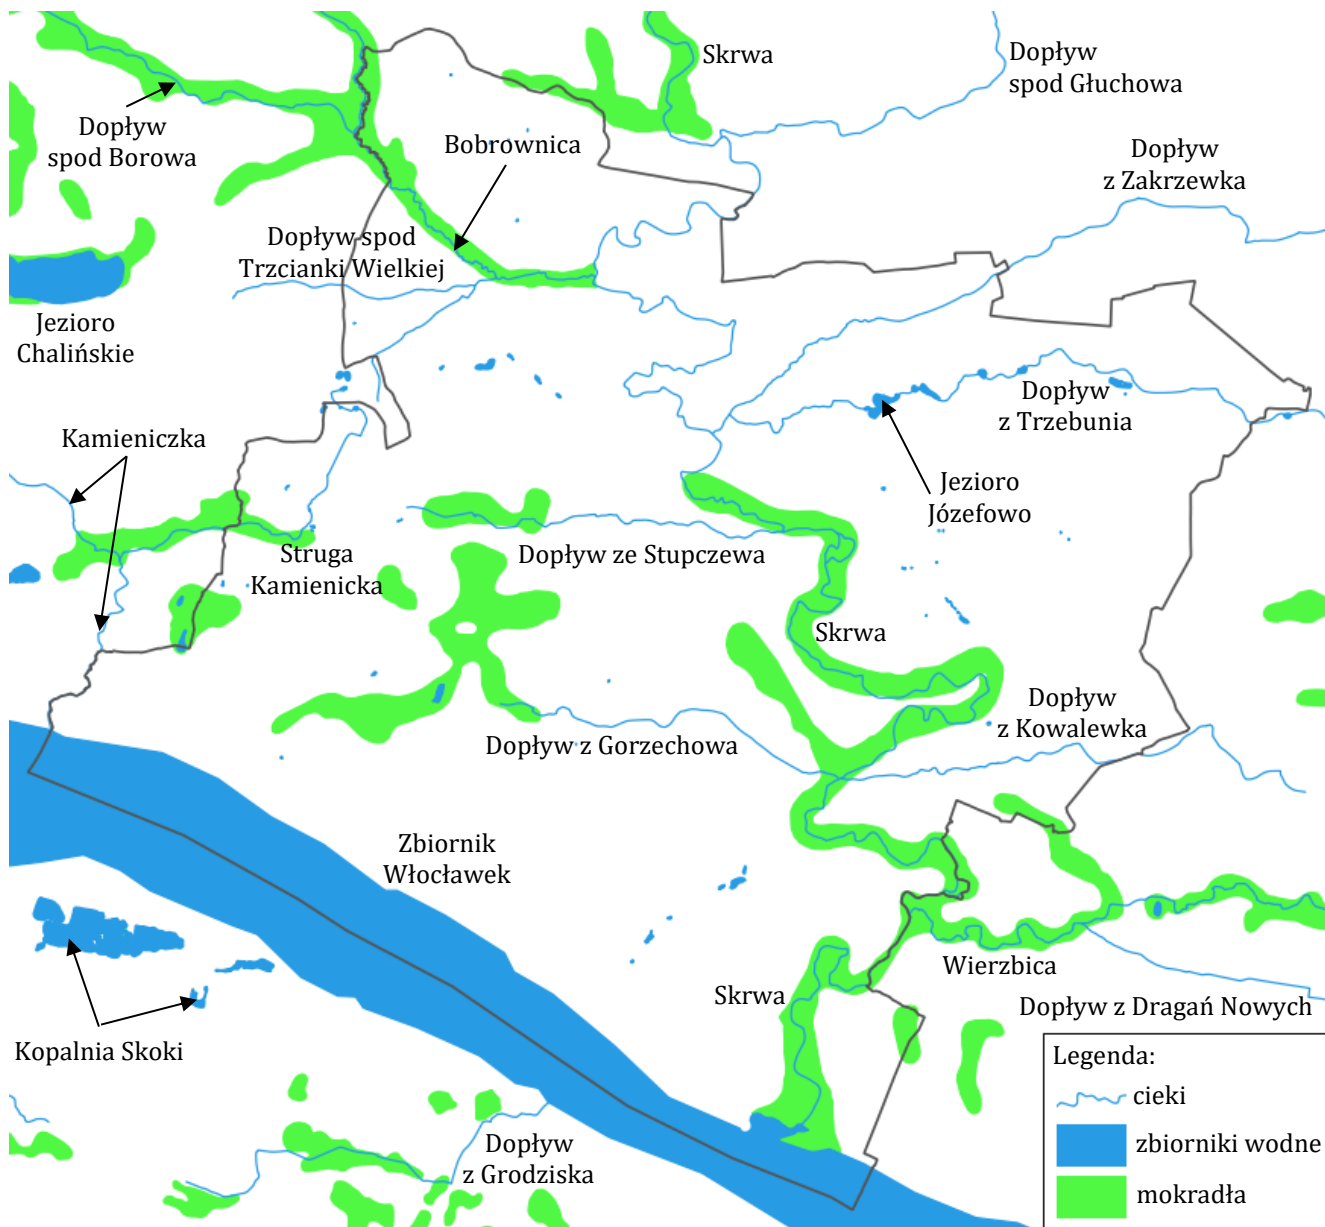 Skrwa
Dopływ
spod Głuchowa
Dopływ
spod Borowa
Bobrownica
Dopływ
z Zakrzewka
Dopływ spod
Trzcianki Wielkiej
Jezioro
Chalińskie
Dopływ
z Trzebunia
Kamieniczka
Jezioro
Józefowo
Struga
Kamienicka
Dopływ ze Stupczewa
Skrwa
Dopływ
z Kowalewka
Dopływ z Gorzechowa
Zbiornik
Włocławek
Wierzbica
Skrwa
Dopływ z Dragań Nowych
Kopalnia Skoki
Dopływ
z Grodziska
Legenda:
cieki
zbiorniki wodne
mokradła